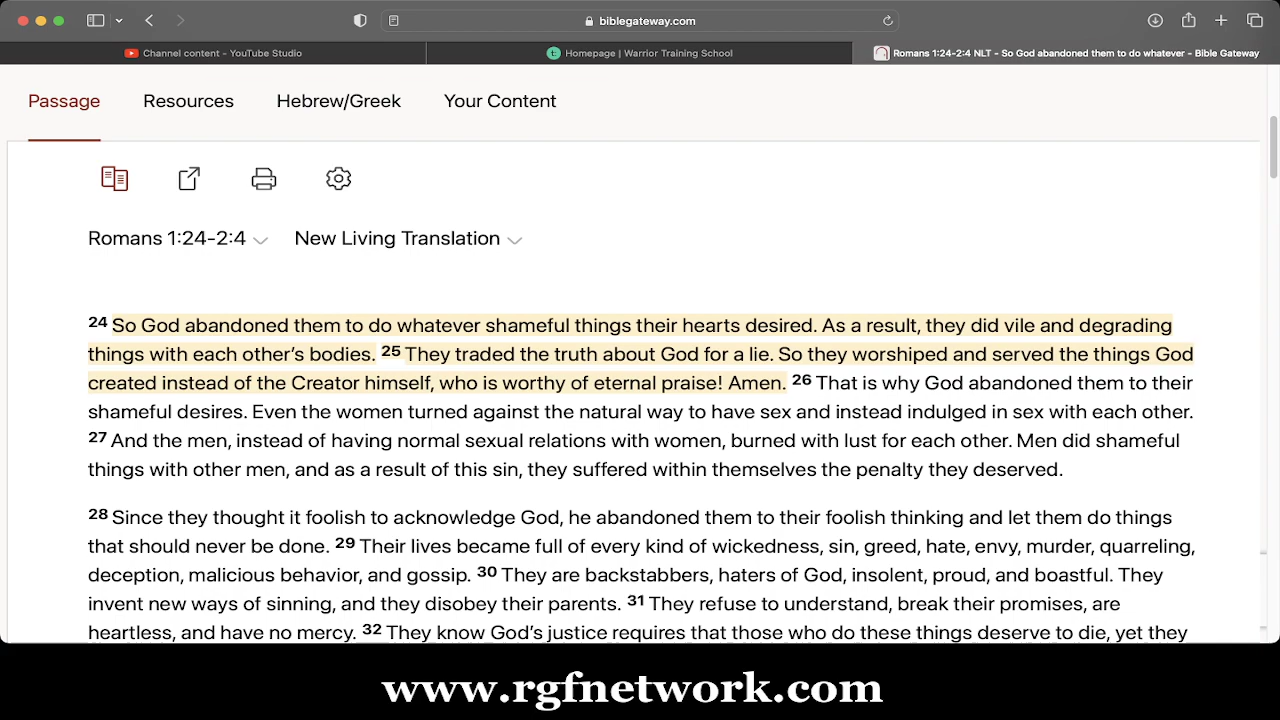 biblegateway.com
Channel content - YouTube Studio
Homepage | Warrior Training School
Romans 1:24-2:4 NLT - So God abandoned them to do whatever - Bible Gateway
Passage
Resources
Hebrew/Greek
Your Content
Romans 1:24-2:4
New Living Translation
24 So God abandoned them to do whatever shameful things their hearts desired. As a result, they did vile and degrading
things with each other’s bodies. 25 They traded the truth about God for a lie. So they worshiped and served the things God
created instead of the Creator himself, who is worthy of eternal praise! Amen. 26 That is why God abandoned them to their
shameful desires. Even the women turned against the natural way to have sex and instead indulged in sex with each other.
27 And the men, instead of having normal sexual relations with women, burned with lust for each other. Men did shameful
things with other men, and as a result of this sin, they suffered within themselves the penalty they deserved.
28 Since they thought it foolish to acknowledge God, he abandoned them to their foolish thinking and let them do things
that should never be done. 29 Their lives became full of every kind of wickedness, sin, greed, hate, envy, murder, quarreling,
deception, malicious behavior, and gossip. 30 They are backstabbers, haters of God, insolent, proud, and boastful. They
invent new ways of sinning, and they disobey their parents. 31 They refuse to understand, break their promises, are
heartless, and have no mercy. 32 They know God’s justice requires that those who do these things deserve to die, yet they
www.rgfnetwork.com